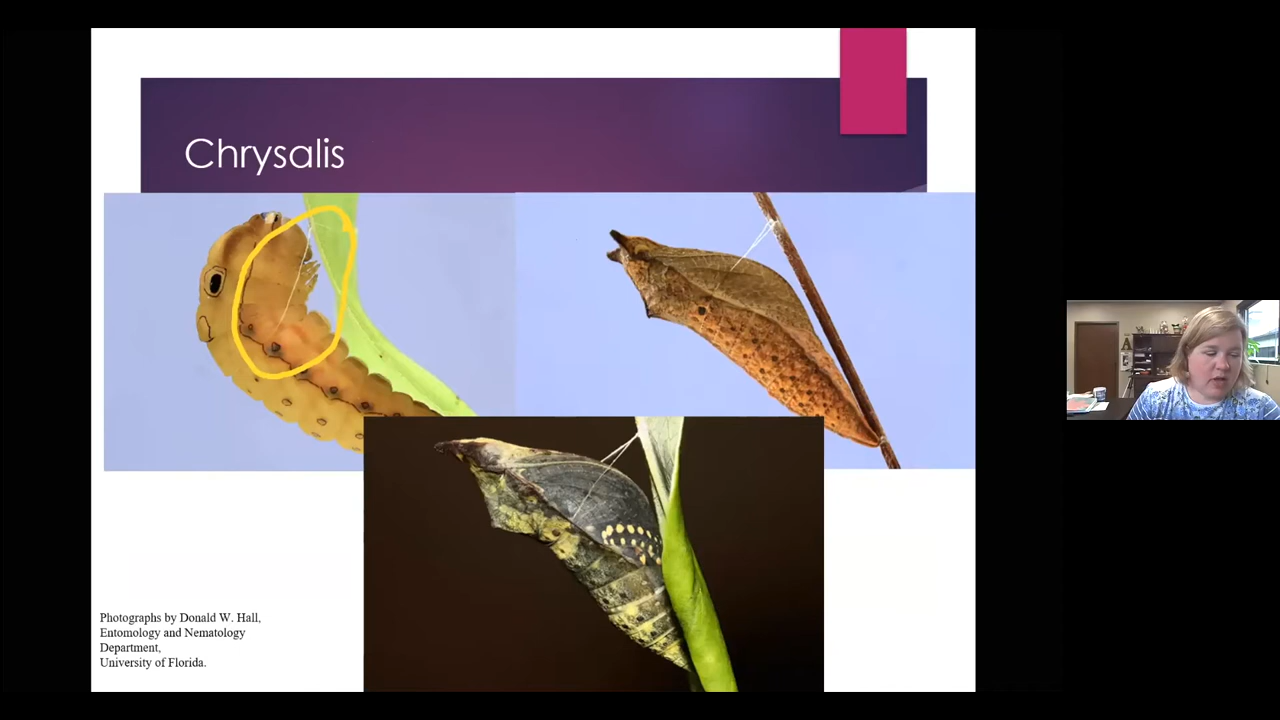 Chrysalis
Photographs by Donald W. Hall,
Entomology and Nematology
Department,
University of Florida.
A